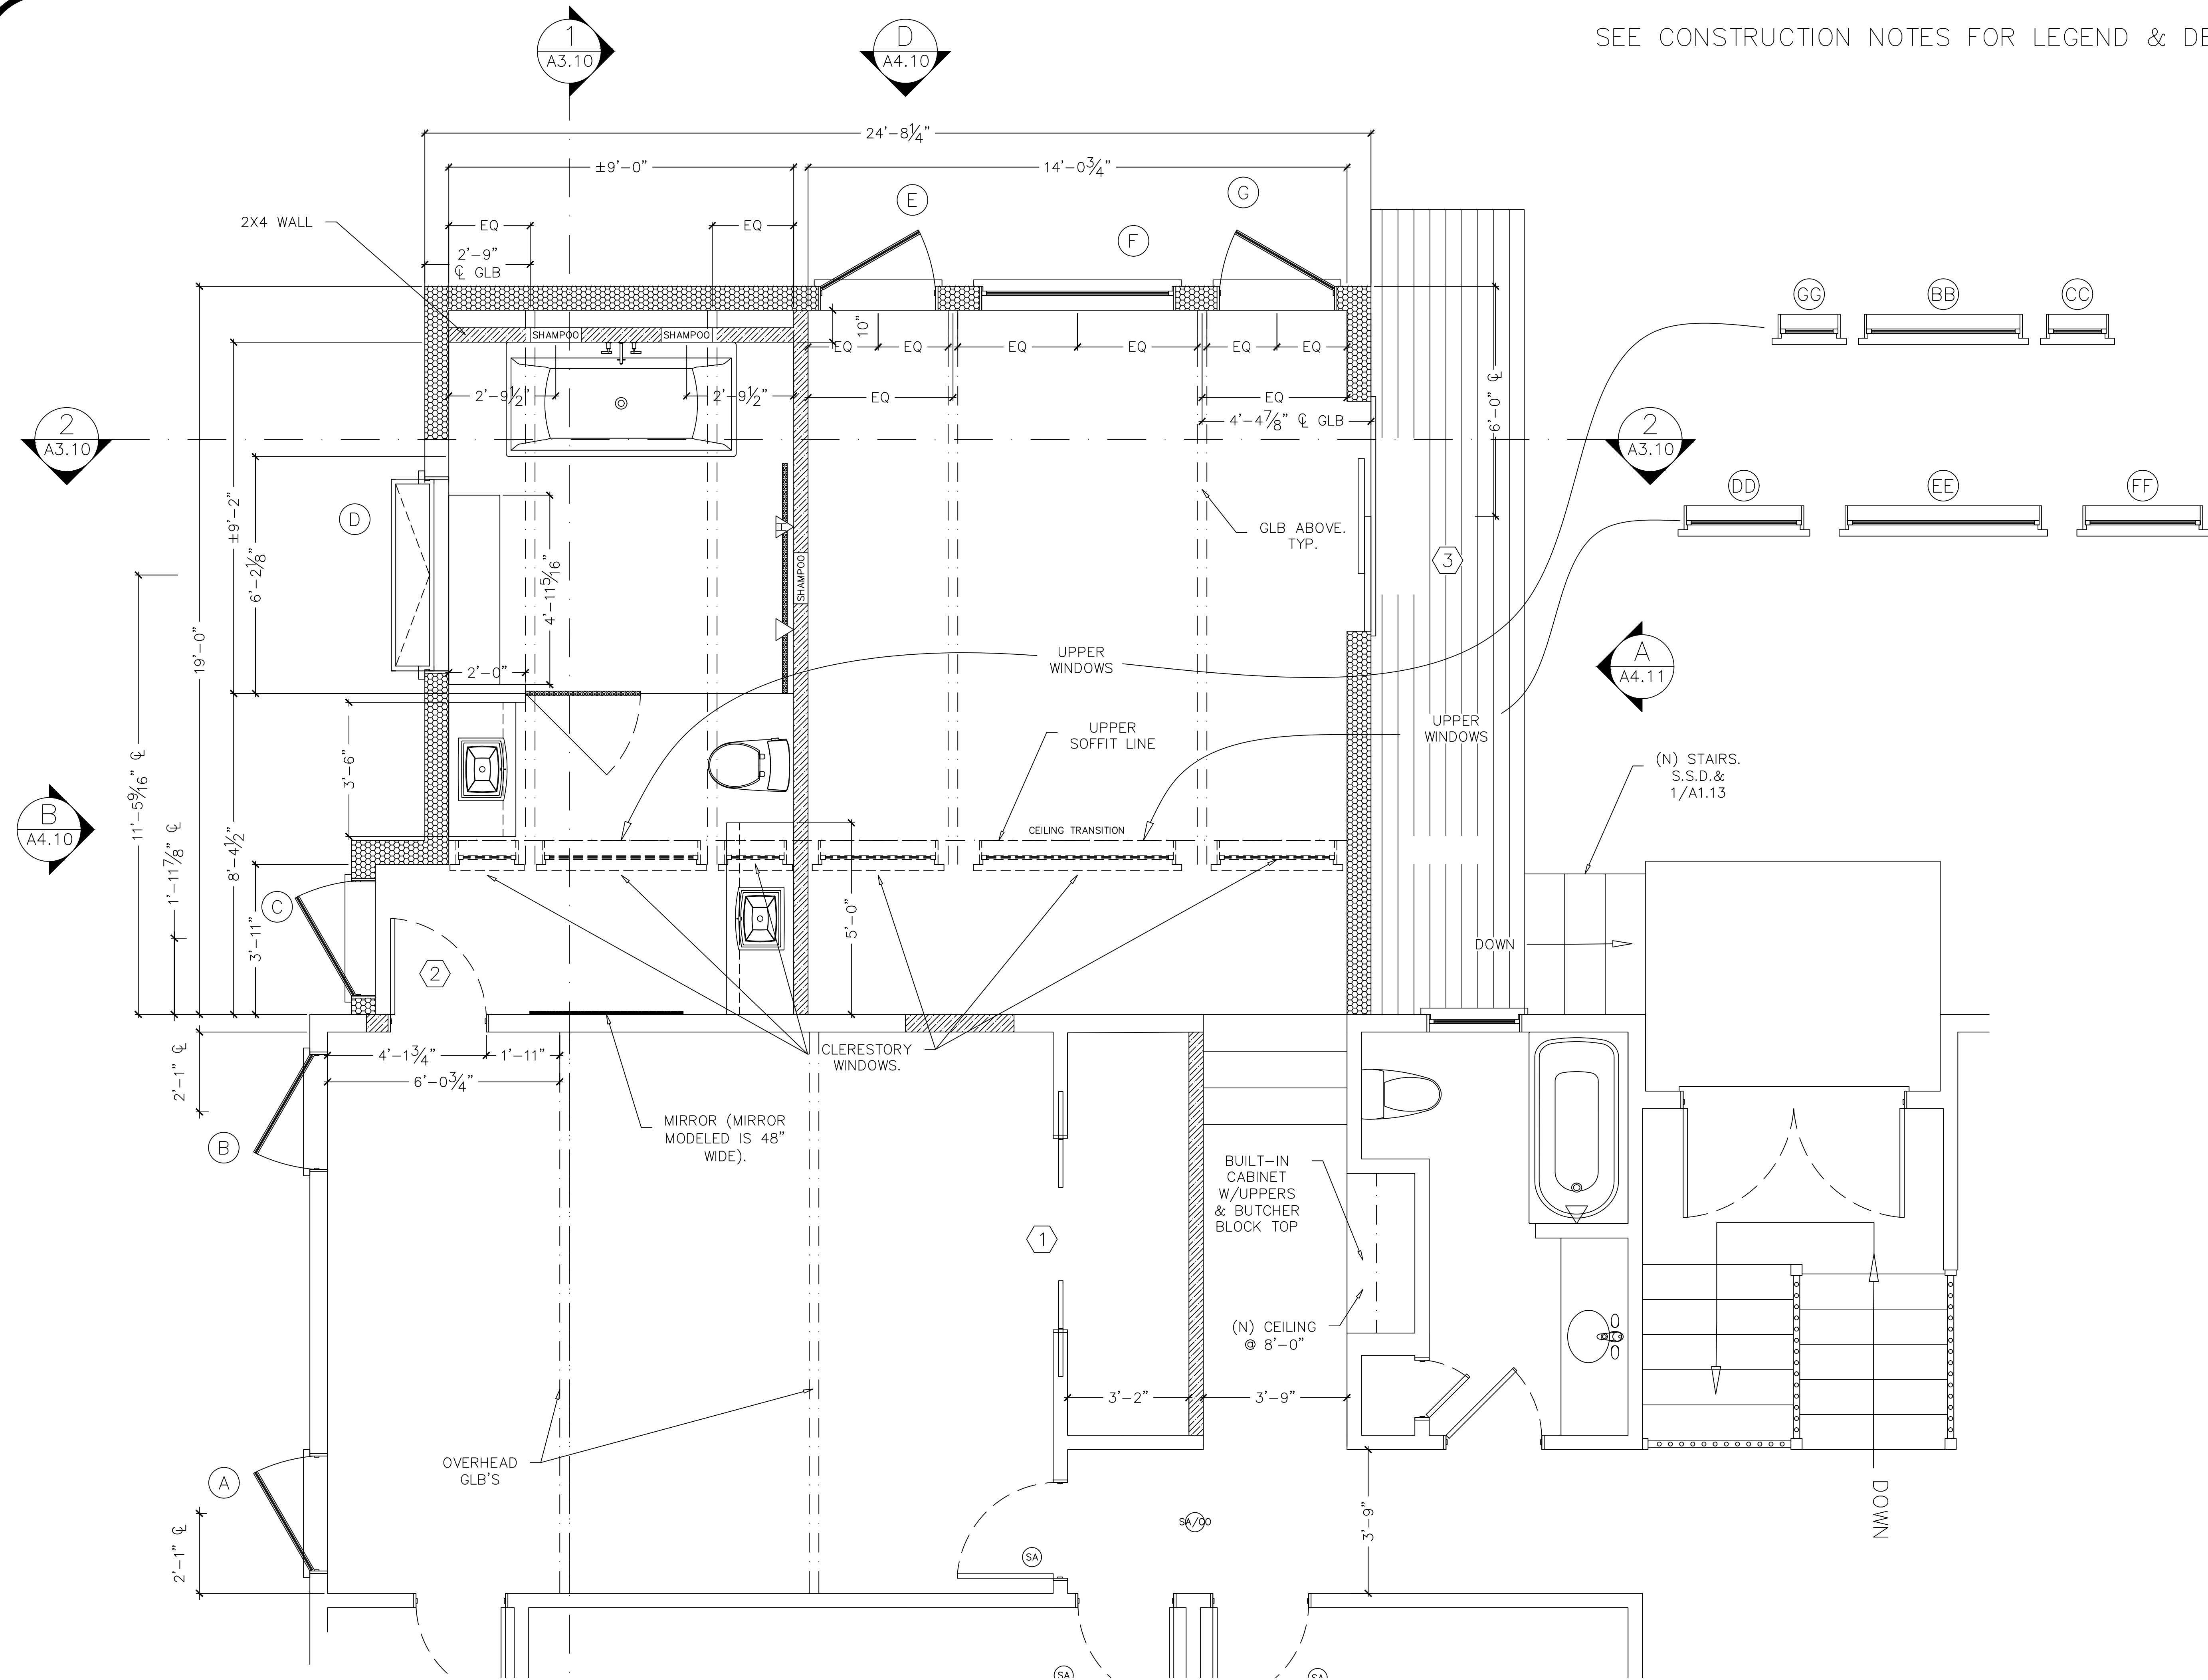 SEE CONSTRUCTION NOTES FOR LEGEND & DE
1
A3.10
D
A4.10
24'-8¼"
±9'-0"
14'-0¾"
E
G
F
2X4 WALL
EQ
EQ
2'-9"
℄ GLB
GG
BB
CC
SHAMPOO
SHAMPOO
10"
EQ
EQ
EQ
EQ
EQ
EQ
2'-9½"
2'-9½"
EQ
EQ
6'-0" ℄
4'-4⅞" ℄ GLB
2
A3.10
2
A3.10
±9'-2"
D
DD
EE
FF
GLB ABOVE.
TYP.
6'-2⅛"
4'-11 15/16"
SHAMPOO
3
19'-0"
11'-5 9/16" ℄
2'-0"
UPPER
WINDOWS
A
A4.11
UPPER
SOFFIT LINE
UPPER
WINDOWS
3'-6"
(N) STAIRS.
S.S.D.&
1/A1.13
B
A4.10
1'-11⅞" ℄
8'-4½"
CEILING TRANSITION
C
3'-11"
2
5'-0"
DOWN
4'-1¾"
1'-11"
6'-0¾"
2'-1" ℄
CLERESTORY
WINDOWS.
B
MIRROR (MIRROR
MODELED IS 48"
WIDE).
BUILT-IN
CABINET
W/UPPERS
& BUTCHER
BLOCK TOP
1
(N) CEILING
@ 8'-0"
3'-2"
3'-9"
OVERHEAD
GLB'S
A
2'-1" ℄
SA/CO
SA
3'-9"
DOWN
SA
SA